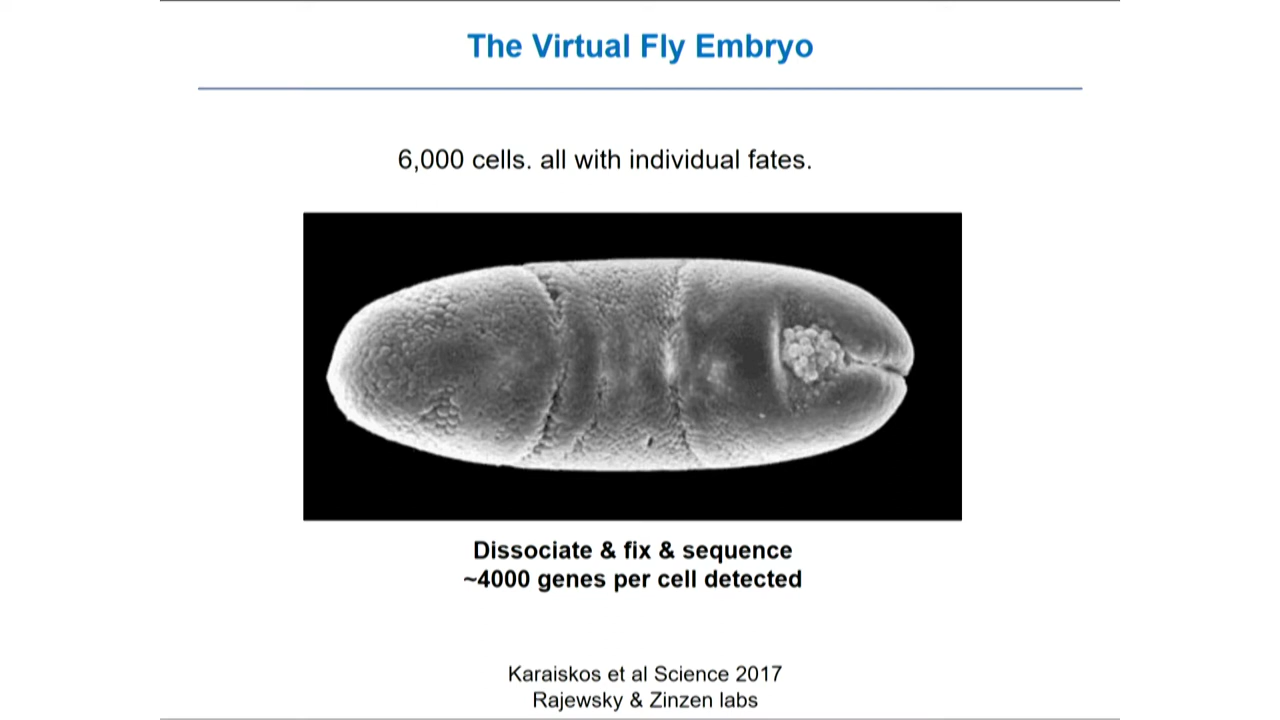 The Virtual Fly Embryo
6,000 cells. all with individual fates.
Dissociate & fix & sequence
~4000 genes per cell detected
Karaiskos et al Science 2017
Rajewsky & Zinzen labs